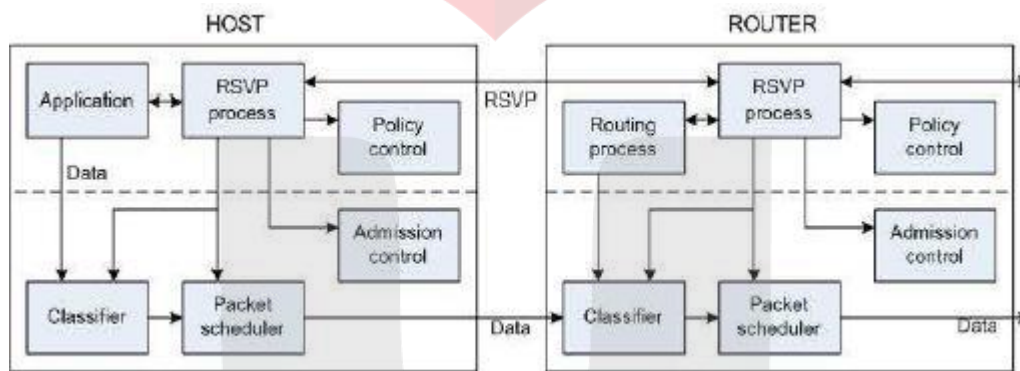 HOST
ROUTER
Application
RSVP
process
Policy
control
Data
Admission
control
Classifier
Packet
scheduler
RSVP
Data
Routing
process
RSVP
process
Policy
control
Admission
control
Classifier
Packet
scheduler
Data